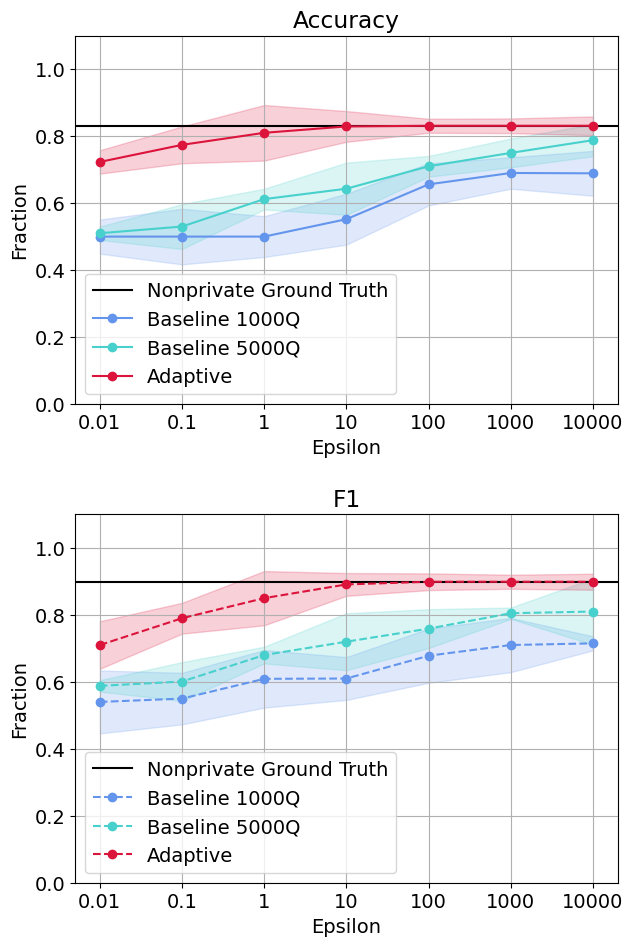 Accuracy
1.0
0.8
0.6
0.4
0.2
0.0
Fraction
Nonprivate Ground Truth
Baseline 1000Q
Baseline 5000Q
Adaptive
0.01 0.1 1 10 100 1000 10000
Epsilon
F1
1.0
0.8
0.6
0.4
0.2
0.0
Fraction
Nonprivate Ground Truth
Baseline 1000Q
Baseline 5000Q
Adaptive
0.01 0.1 1 10 100 1000 10000
Epsilon